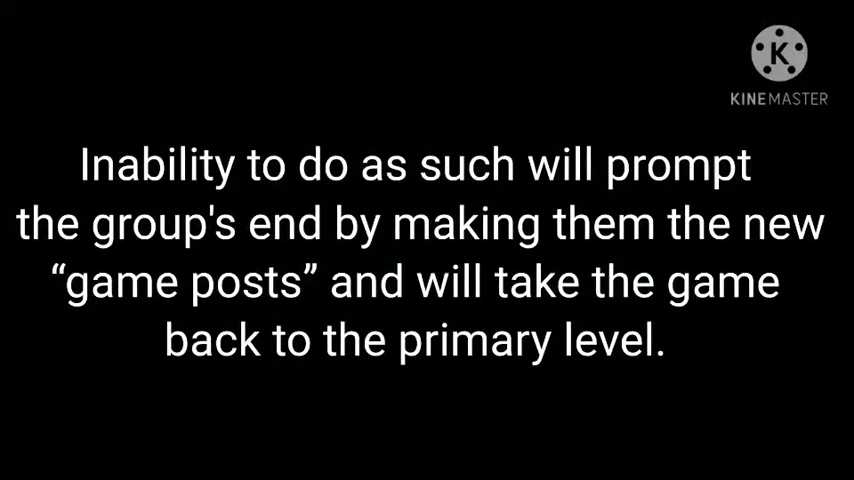 K
KINEMASTER
Inability to do as such will prompt
the group's end by making them the new
“game posts” and will take the game
back to the primary level.